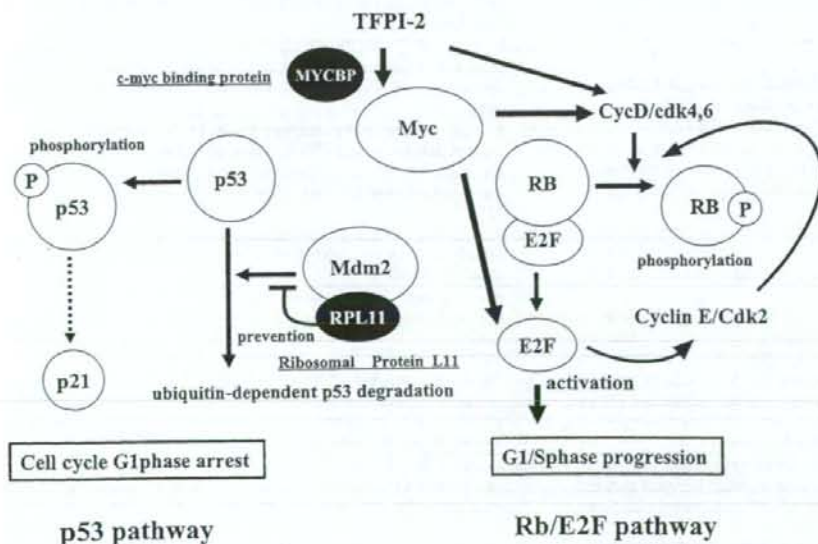 TFPI-2
c-myc binding protein
MYCBP
Myc
CycD/cdk4,6
phosphorylation
P
p53
p53
RB
E2F
RB
P
phosphorylation
Mdm2
RPL11
prevention
Ribosomal Protein L11
ubiquitin-dependent p53 degradation
p21
E2F
activation
Cyclin E/Cdk2
Cell cycle G1phase arrest
G1/Sphase progression
p53 pathway
Rb/E2F pathway